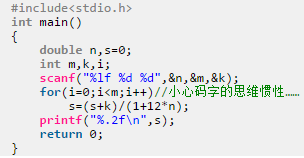 #include<stdio.h>
int main()
{
    double n,s=0;
    int m,k,i;
    scanf("%lf %d %d",&n,&m,&k);
    for(i=0;i<m;i++)//小心码字的思维惯性……
        s=(s+k)/(1+12*n);
    printf("%.2f\n",s);
    return 0;
}